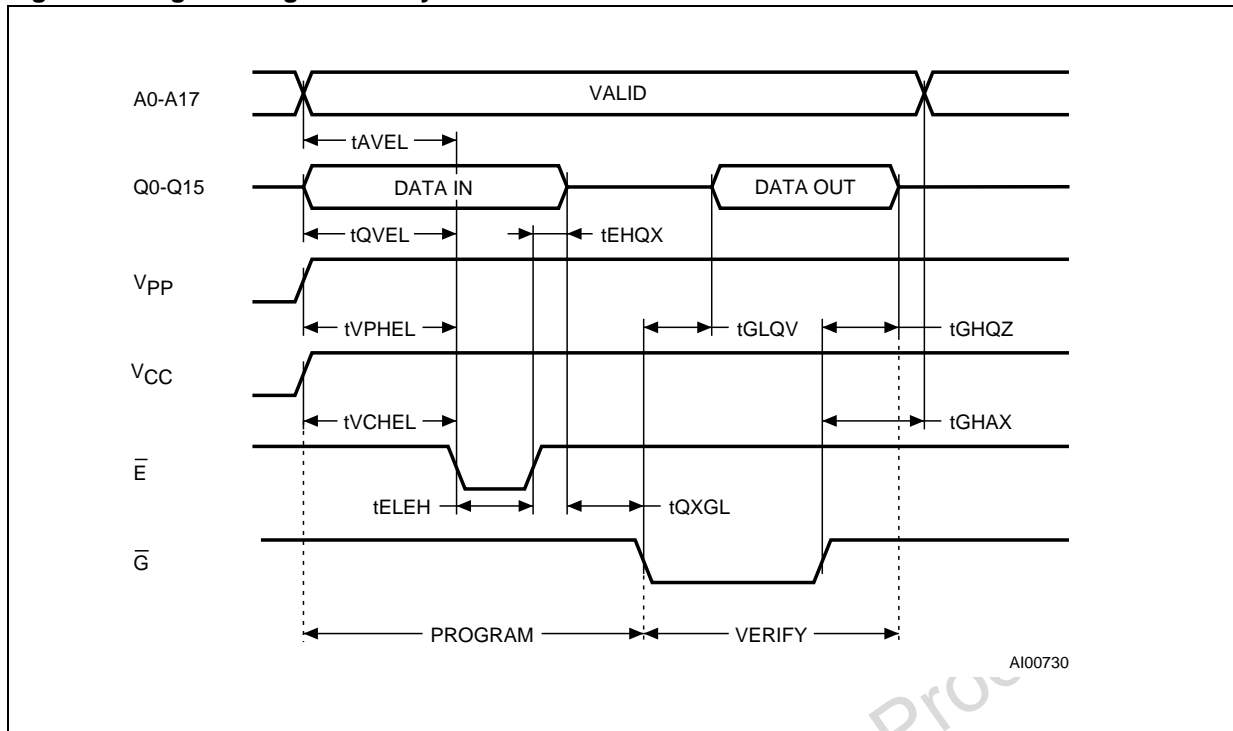 A0-A17
VALID
tAVEL
Q0-Q15
DATA IN
DATA OUT
tQVEL
tEHQX
VPP
tVPHEL
tGLQV
tGHQZ
VCC
tVCHEL
tGHAX
E
tELEH
tQXGL
G
PROGRAM
VERIFY
AI00730